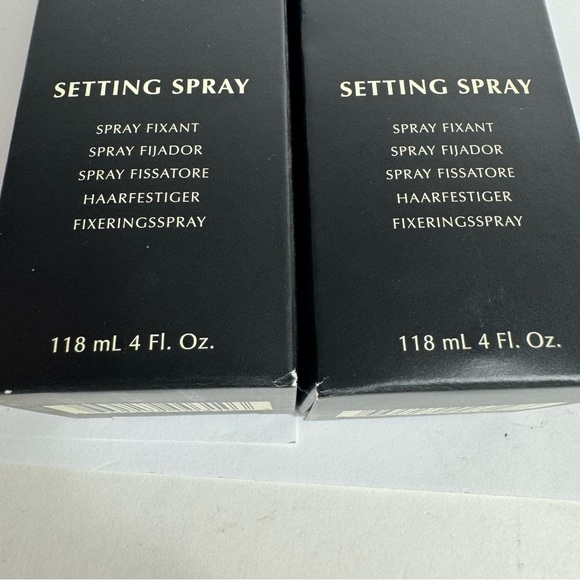 SETTING SPRAY
SPRAY FIXANT
SPRAY FIJADOR
SPRAY FISSATORE
HAARFESTIGER
FIXERINGSSPRAY
118 mL 4 Fl. Oz.
SETTING SPRAY
SPRAY FIXANT
SPRAY FIJADOR
SPRAY FISSATORE
HAARFESTIGER
FIXERINGSSPRAY
118 mL 4 Fl. Oz.